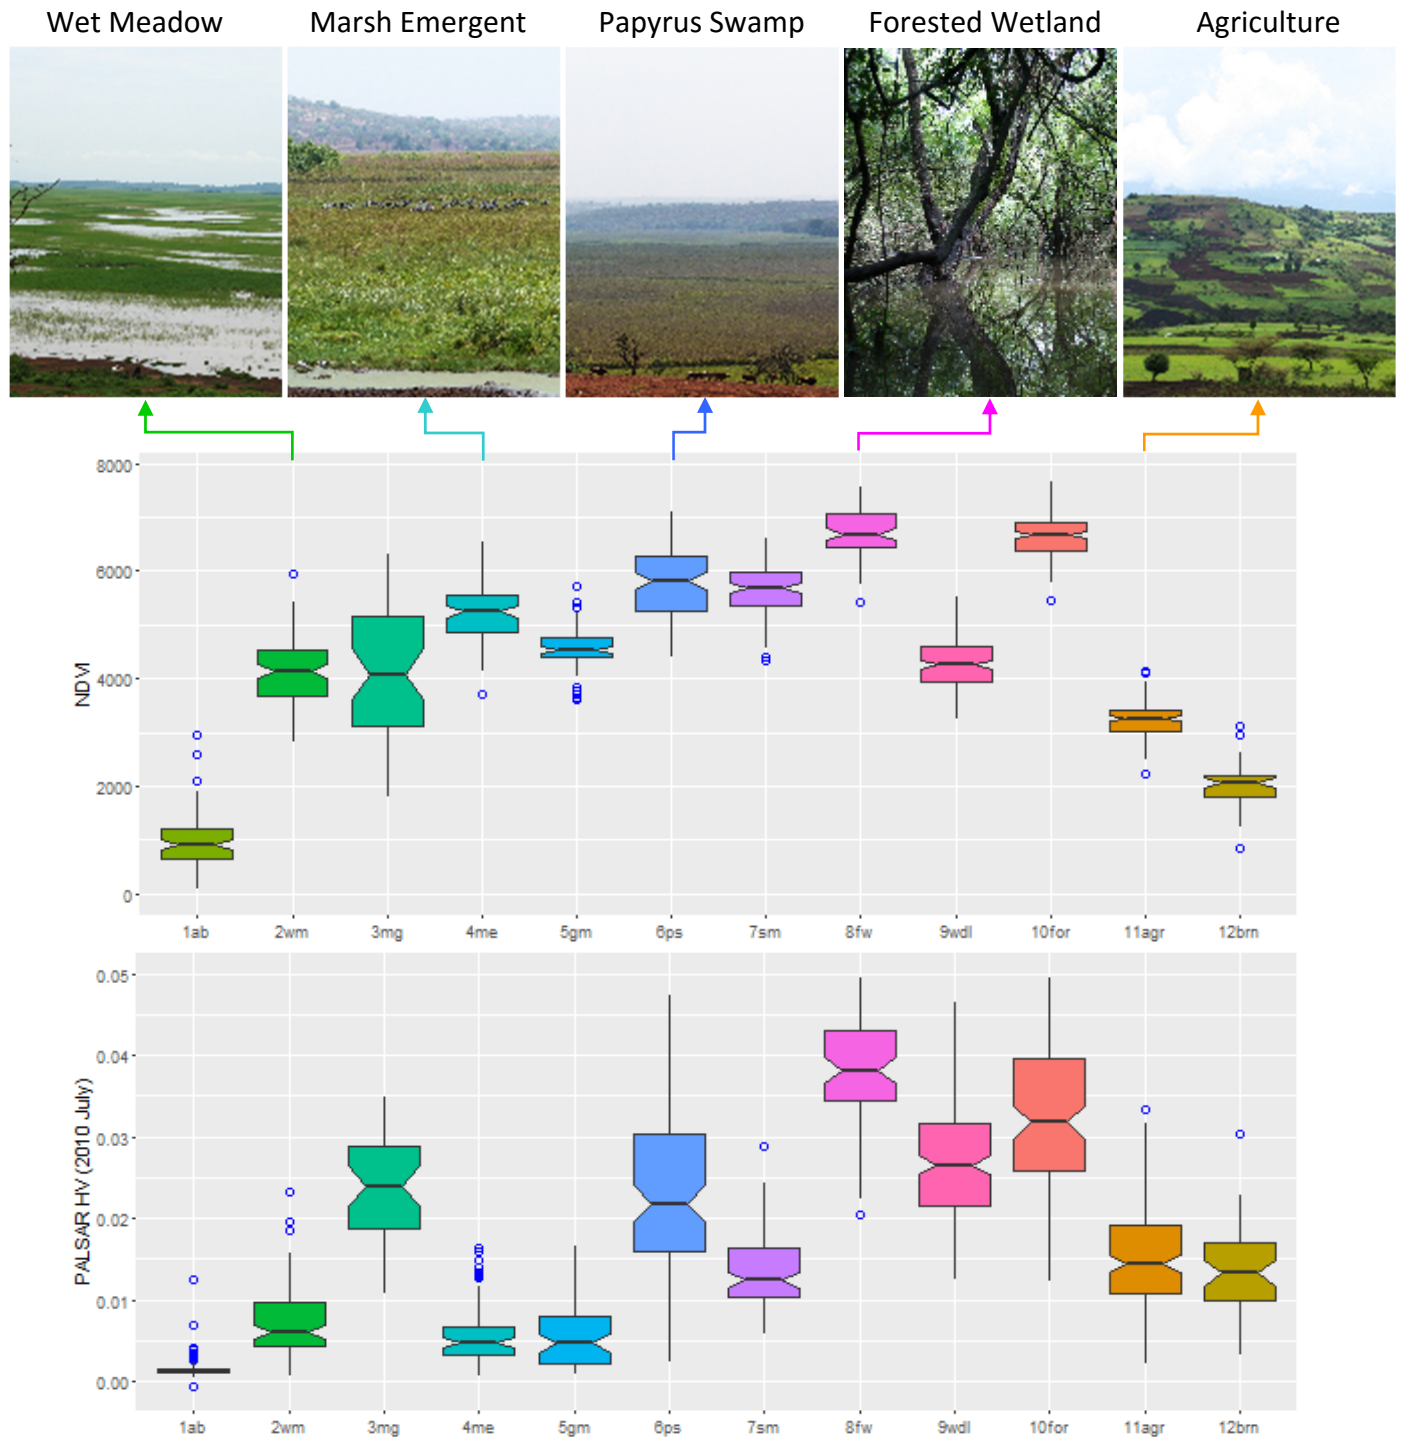 Wet Meadow Marsh Emergent Papyrus Swamp Forested Wetland Agriculture
NDVI
8000
6000
4000
2000
0
1ab 2wm 3mg 4me 5gm 6ps 7sm 8fw 9wdl 10for 11agr 12brn
PALSAR HV (2010 July)
0.05
0.04
0.03
0.02
0.01
0.00
1ab 2wm 3mg 4me 5gm 6ps 7sm 8fw 9wdl 10for 11agr 12brn